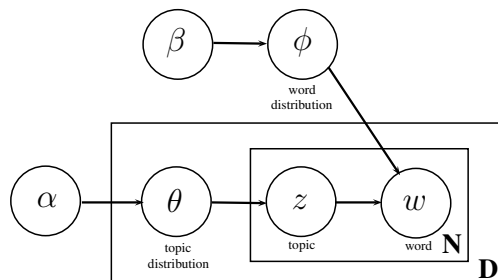 β
ϕ
word
distribution
α
θ
z
w
N
topic
distribution
topic
word
D